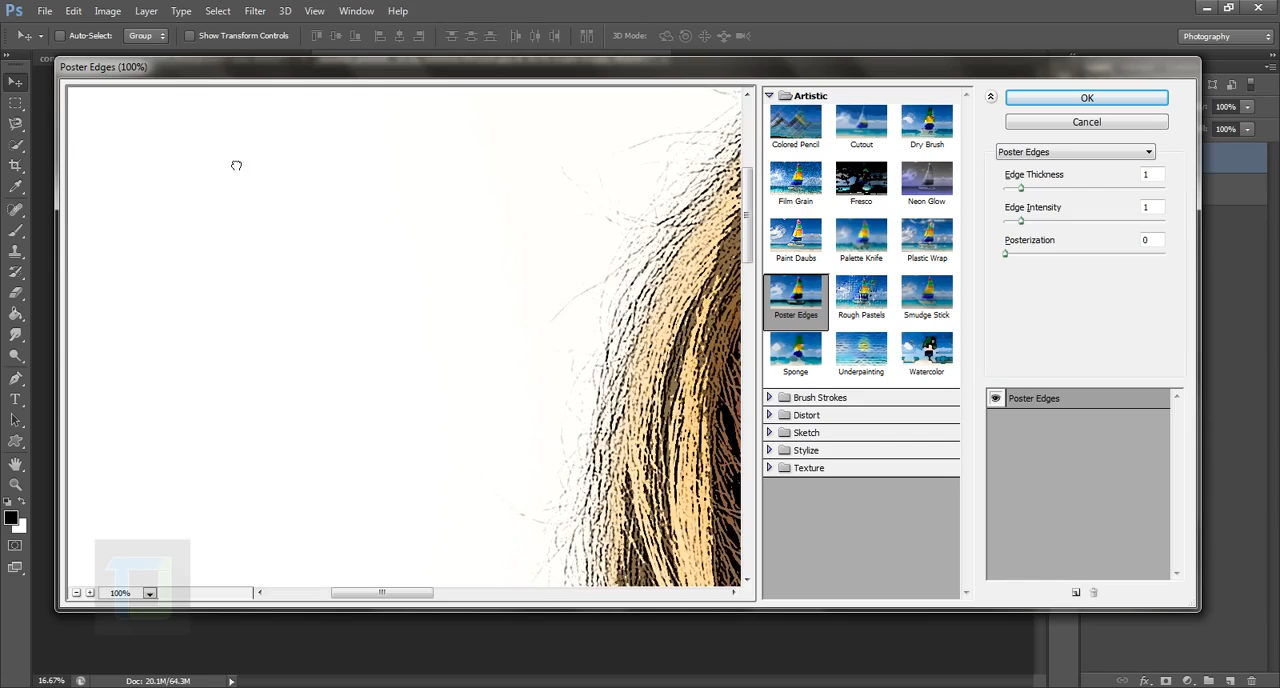 Ps File Edit Image Layer Type Select Filter 3D View Window Help
Auto-Select: Group Show Transform Controls 3D Mode: Photography
Poster Edges (100%)
Artistic
Colored Pencil Cutout Dry Brush
Film Grain Fresco Neon Glow
Paint Daubs Palette Knife Plastic Wrap
Poster Edges Rough Pastels Smudge Stick
Sponge Underpainting Watercolor
Brush Strokes
Distort
Sketch
Stylize
Texture
OK
Cancel
Poster Edges
Edge Thickness 1
Edge Intensity 1
Posterization 0
Poster Edges
100%
100%
100%
16.67% Doc: 20.1M/64.3M